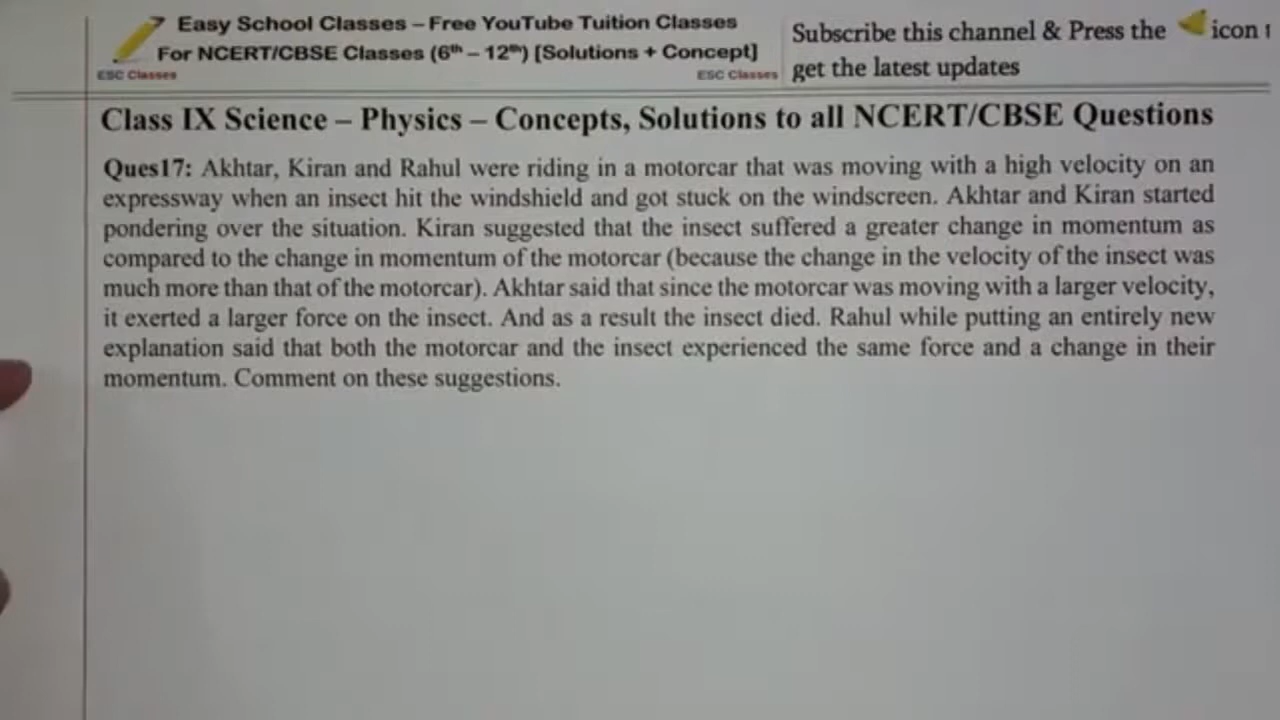 Easy School Classes – Free YouTube Tuition Classes
For NCERT/CBSE Classes (6th – 12th) [Solutions + Concept]
ESC Classes
ESC Classes
Subscribe this channel & Press the icon
get the latest updates
Class IX Science – Physics – Concepts, Solutions to all NCERT/CBSE Questions
Ques17: Akhtar, Kiran and Rahul were riding in a motorcar that was moving with a high velocity on an
expressway when an insect hit the windshield and got stuck on the windscreen. Akhtar and Kiran started
pondering over the situation. Kiran suggested that the insect suffered a greater change in momentum as
compared to the change in momentum of the motorcar (because the change in the velocity of the insect was
much more than that of the motorcar). Akhtar said that since the motorcar was moving with a larger velocity,
it exerted a larger force on the insect. And as a result the insect died. Rahul while putting an entirely new
explanation said that both the motorcar and the insect experienced the same force and a change in their
momentum. Comment on these suggestions.